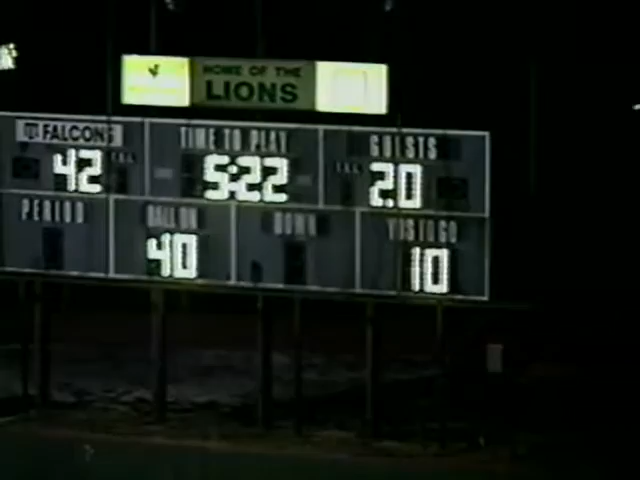 HOME OF THE
LIONS
FALCONS TIME TO PLAY GUESTS
42 5:22 20
PERIOD BALL ON DOWN YDS TO GO
40 10